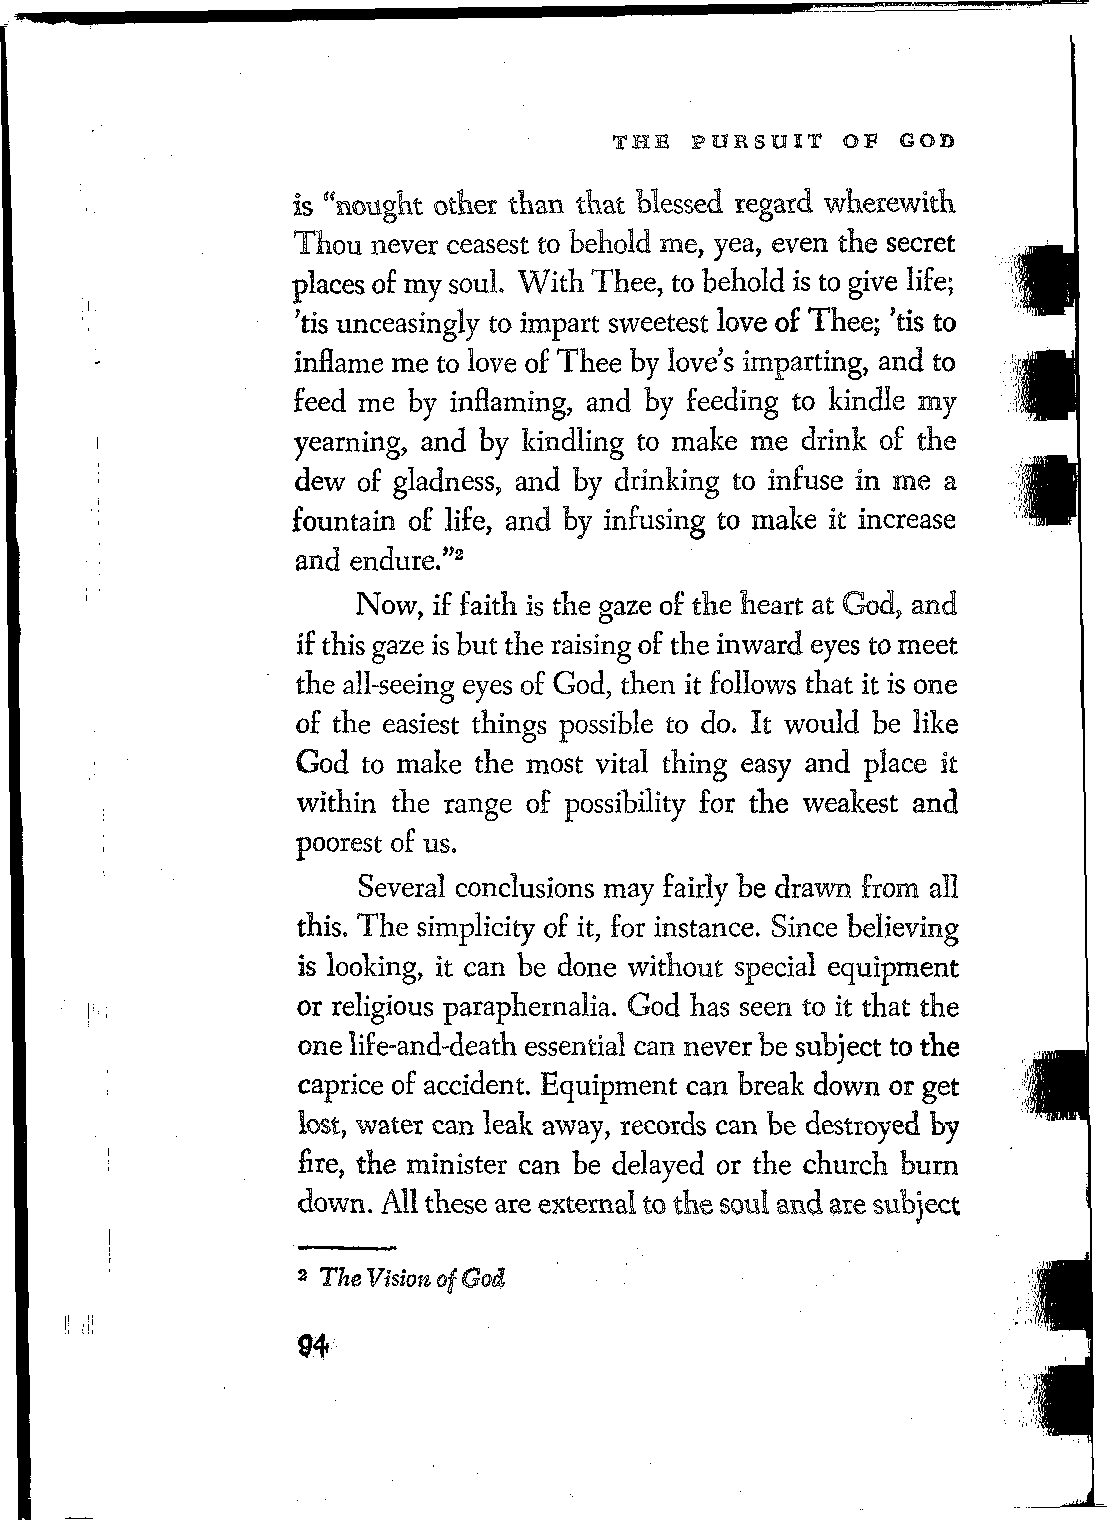 THE PURSUIT OF GOD
is "nought other than that blessed regard wherewith
Thou never ceasest to behold me, yea, even the secret
places of my soul. With Thee, to behold is to give life;
'tis unceasingly to impart sweetest love of Thee; 'tis to
inflame me to love of Thee by love's imparting, and to
feed me by inflaming, and by feeding to kindle my
yearning, and by kindling to make me drink of the
dew of gladness, and by drinking to infuse in me a
fountain of life, and by infusing to make it increase
and endure."2
Now, if faith is the gaze of the heart at God, and
if this gaze is but the raising of the inward eyes to meet
the all-seeing eyes of God, then it follows that it is one
of the easiest things possible to do. It would be like
God to make the most vital thing easy and place it
within the range of possibility for the weakest and
poorest of us.
Several conclusions may fairly be drawn from all
this. The simplicity of it, for instance. Since believing
is looking, it can be done without special equipment
or religious paraphernalia. God has seen to it that the
one life-and-death essential can never be subject to the
caprice of accident. Equipment can break down or get
lost, water can leak away, records can be destroyed by
fire, the minister can be delayed or the church burn
down. All these are external to the soul and are subject
2 The Vision of God
94